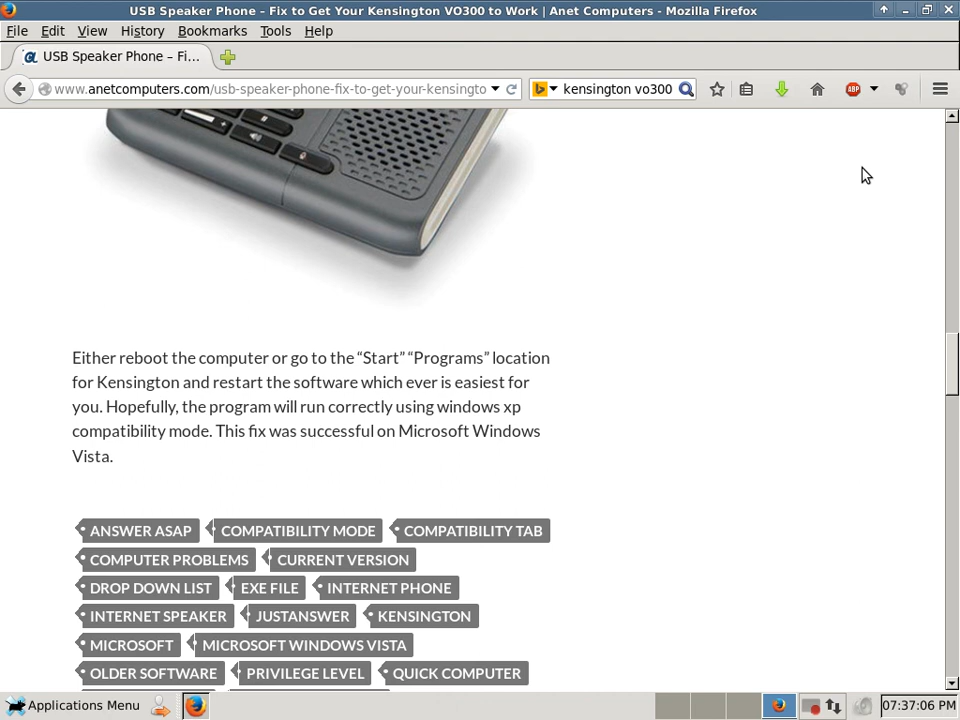 USB Speaker Phone – Fix to Get Your Kensington VO300 to Work | Anet Computers - Mozilla Firefox
File Edit View History Bookmarks Tools Help
USB Speaker Phone – Fi...
www.anetcomputers.com/usb-speaker-phone-fix-to-get-your-kensingto
kensington vo300
ABP
Either reboot the computer or go to the “Start” “Programs” location
for Kensington and restart the software which ever is easiest for
you. Hopefully, the program will run correctly using windows xp
compatibility mode. This fix was successful on Microsoft Windows
Vista.
ANSWER ASAP COMPATIBILITY MODE COMPATIBILITY TAB
COMPUTER PROBLEMS CURRENT VERSION
DROP DOWN LIST EXE FILE INTERNET PHONE
INTERNET SPEAKER JUSTANSWER KENSINGTON
MICROSOFT MICROSOFT WINDOWS VISTA
OLDER SOFTWARE PRIVILEGE LEVEL QUICK COMPUTER
Applications Menu
07:37:06 PM